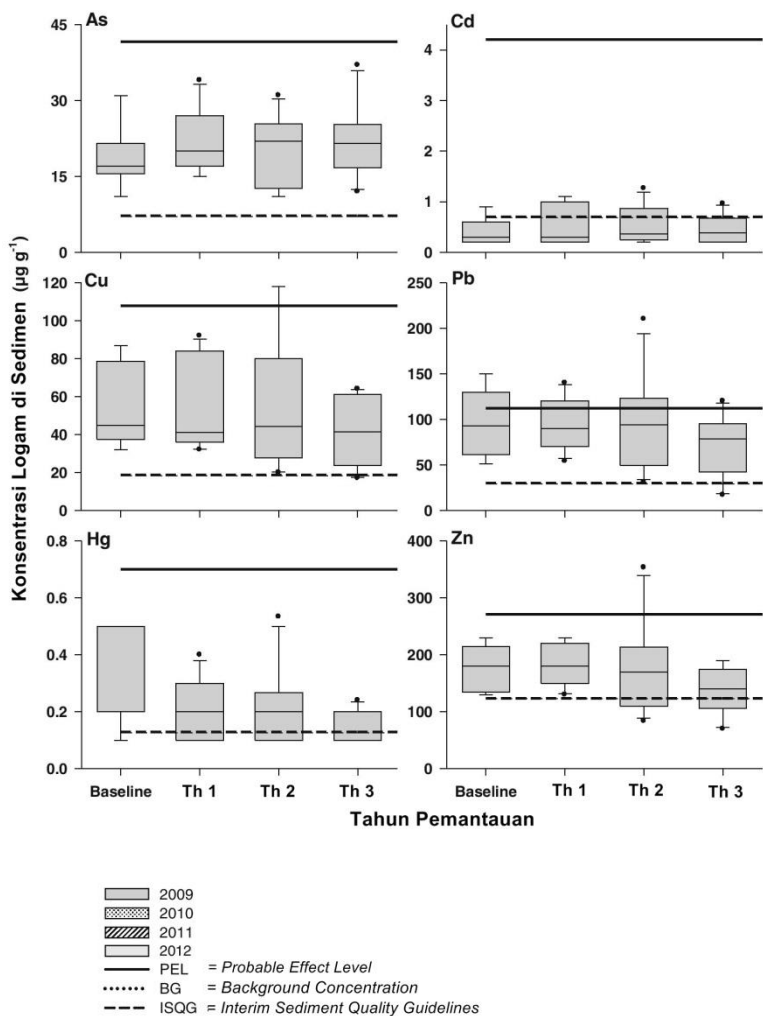 Konsentrasi Logam di Sedimen (µg g⁻¹)
As
45
30
15
0
Cd
4
3
2
1
0
Cu
120
100
80
60
40
20
0
Pb
250
200
150
100
50
0
Hg
0.8
0.6
0.4
0.2
0.0
Zn
400
300
200
100
0
Baseline Th 1 Th 2 Th 3
Baseline Th 1 Th 2 Th 3
Tahun Pemantauan
2009
2010
2011
2012
PEL = Probable Effect Level
BG = Background Concentration
ISQG = Interim Sediment Quality Guidelines